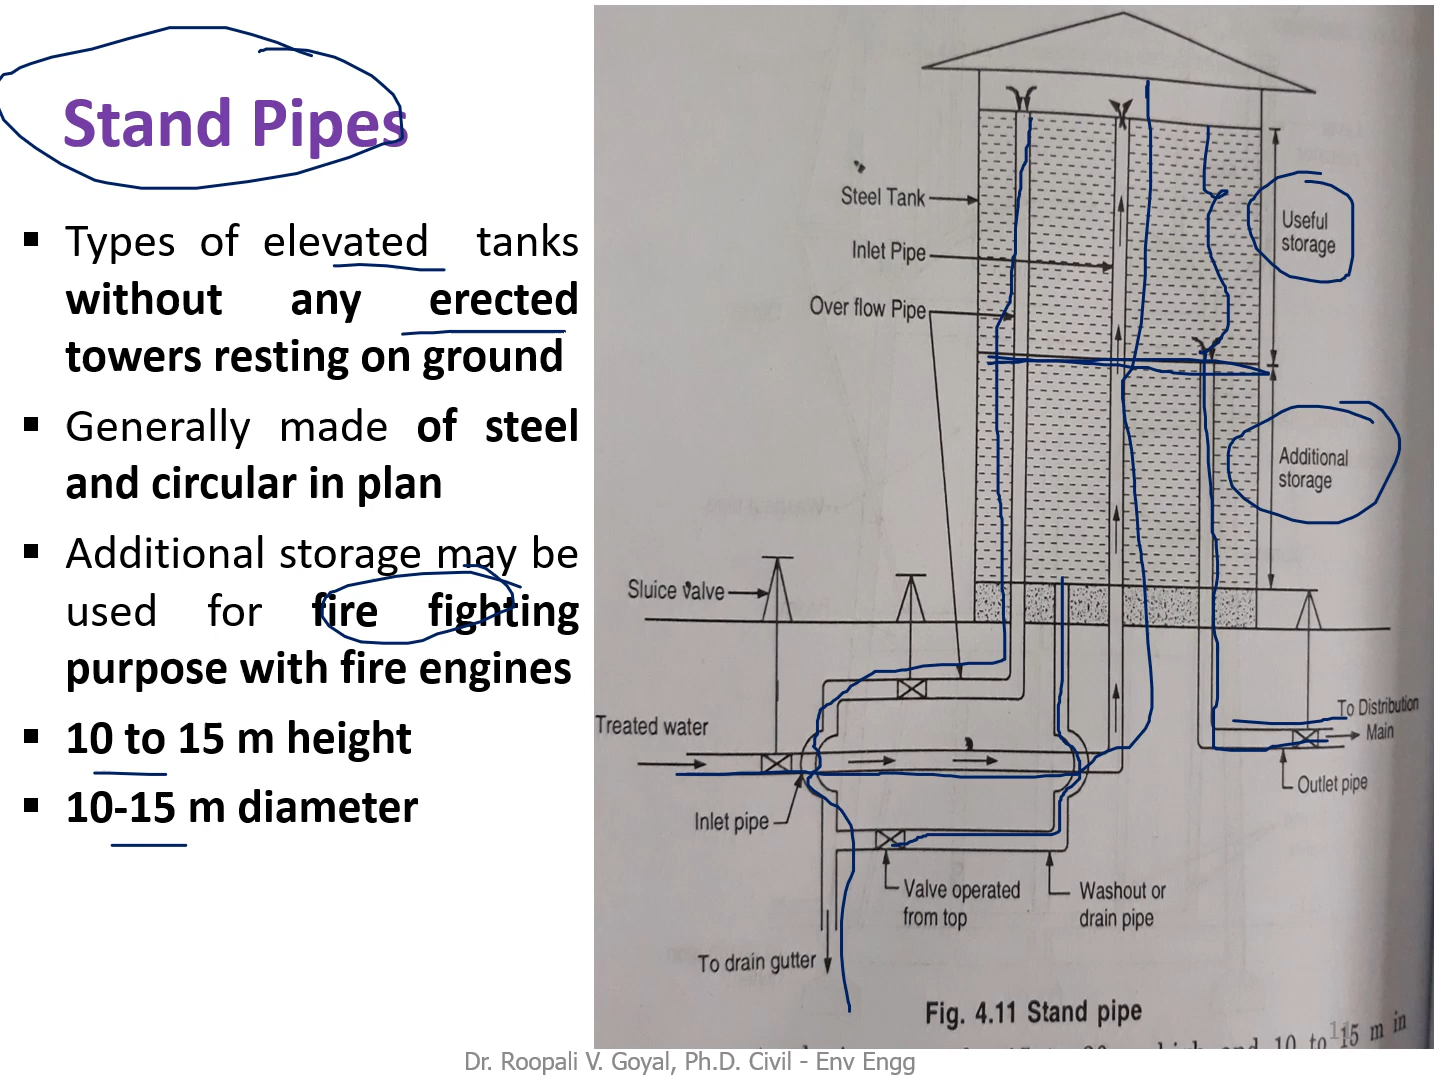 Stand Pipes
▪ Types of elevated tanks
without any erected
towers resting on ground
▪ Generally made of steel
and circular in plan
▪ Additional storage may be
used for fire fighting
purpose with fire engines
▪ 10 to 15 m height
▪ 10-15 m diameter
Steel Tank
Inlet Pipe
Over flow Pipe
Useful
storage
Additional
storage
Sluice valve
Treated water
To Distribution
Main
Outlet pipe
Inlet pipe
Valve operated
from top
Washout or
drain pipe
To drain gutter
Fig. 4.11 Stand pipe
10 to 15 m in
Dr. Roopali V. Goyal, Ph.D. Civil - Env Engg